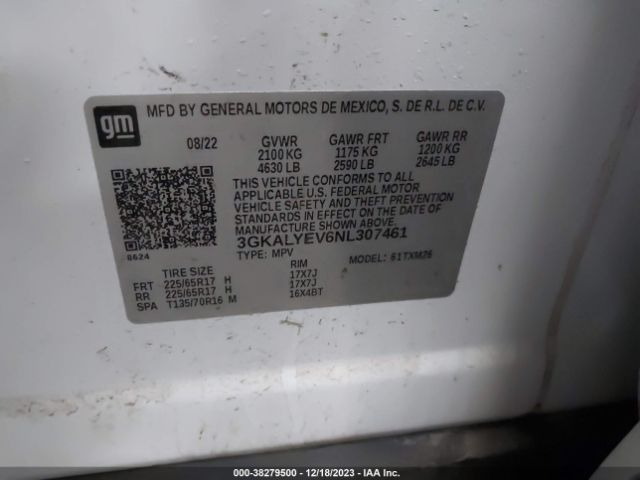 gm
MFD BY GENERAL MOTORS DE MEXICO, S. DE R.L. DE C.V.
08/22 GVWR GAWR FRT GAWR RR
2100 KG 1175 KG 1200 KG
4630 LB 2590 LB 2645 LB
THIS VEHICLE CONFORMS TO ALL
APPLICABLE U.S. FEDERAL MOTOR
VEHICLE SAFETY AND THEFT PREVENTION
STANDARDS IN EFFECT ON THE DATE OF
MANUFACTURE SHOWN ABOVE.
3GKALYEV6NL307461
8624
TYPE: MPV MODEL: 61TXM26
TIRE SIZE RIM
FRT 225/65R17 H 17X7J
RR 225/65R17 H 17X7J
SPA T135/70R16 M 16X4BT
000-38279500 - 12/18/2023 - IAA Inc.